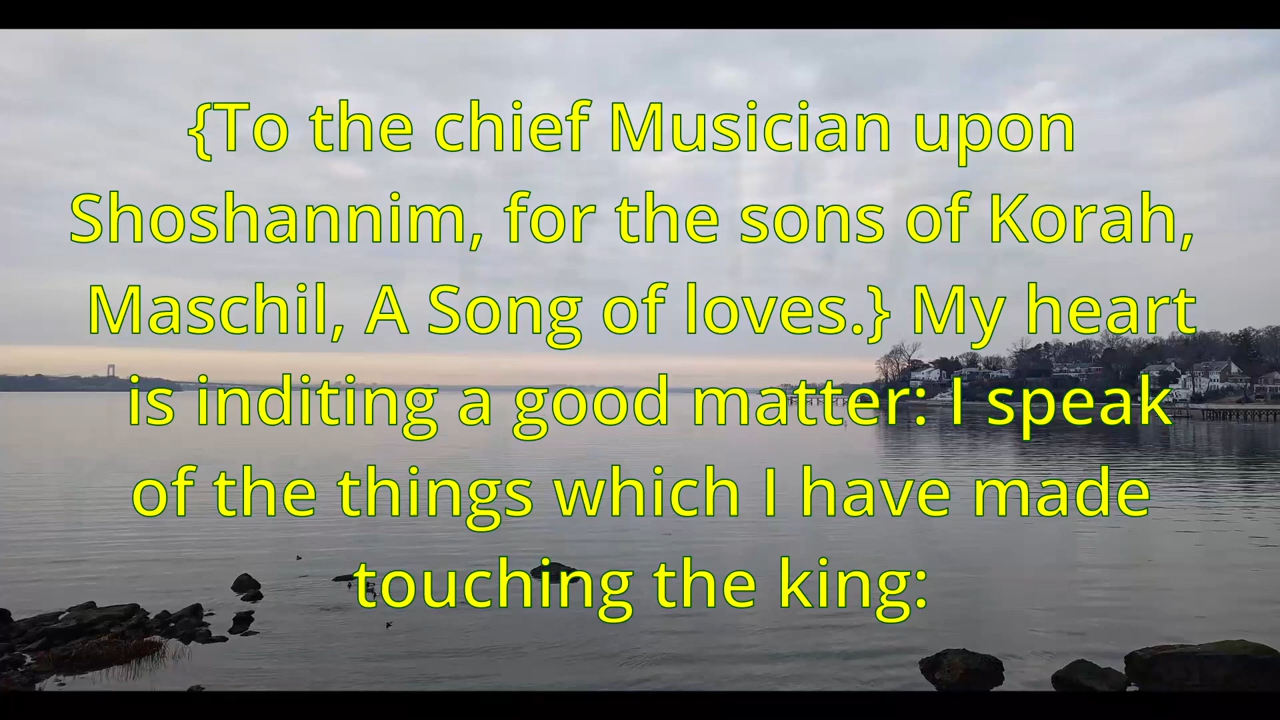 {To the chief Musician upon
Shoshannim, for the sons of Korah,
Maschil, A Song of loves.} My heart
is inditing a good matter: I speak
of the things which I have made
touching the king: